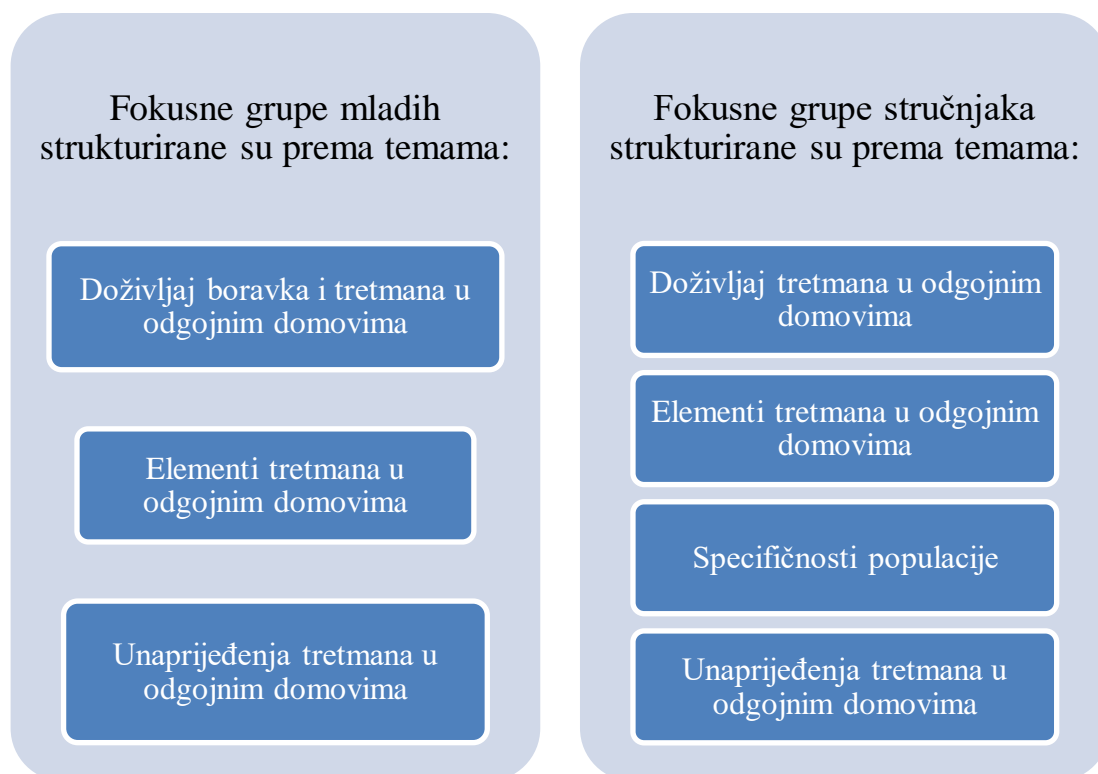 Fokusne grupe mladih
strukturirane su prema temama:
Doživljaj boravka i tretmana u
odgojnim domovima
Elementi tretmana u
odgojnim domovima
Unaprijeđenja tretmana u
odgojnim domovima
Fokusne grupe stručnjaka
strukturirane su prema temama:
Doživljaj tretmana u odgojnim
domovima
Elementi tretmana u odgojnim
domovima
Specifičnosti populacije
Unaprijeđenja tretmana u
odgojnim domovima